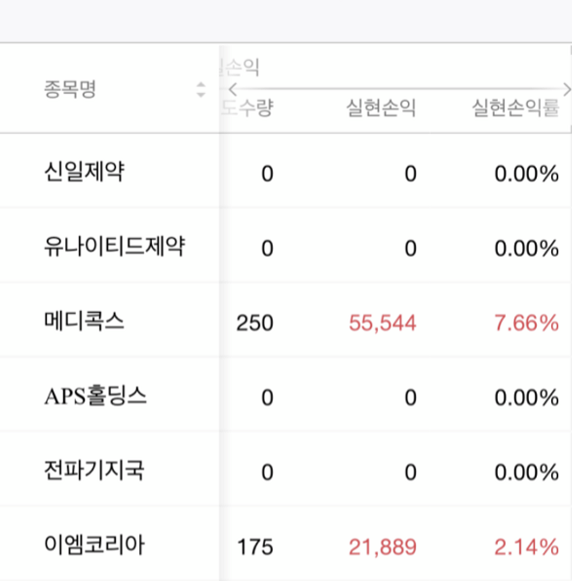 손익
종목명 도수량 실현손익 실현손익률
신일제약 0 0 0.00%
유나이티드제약 0 0 0.00%
메디콕스 250 55,544 7.66%
APS홀딩스 0 0 0.00%
전파기지국 0 0 0.00%
이엠코리아 175 21,889 2.14%